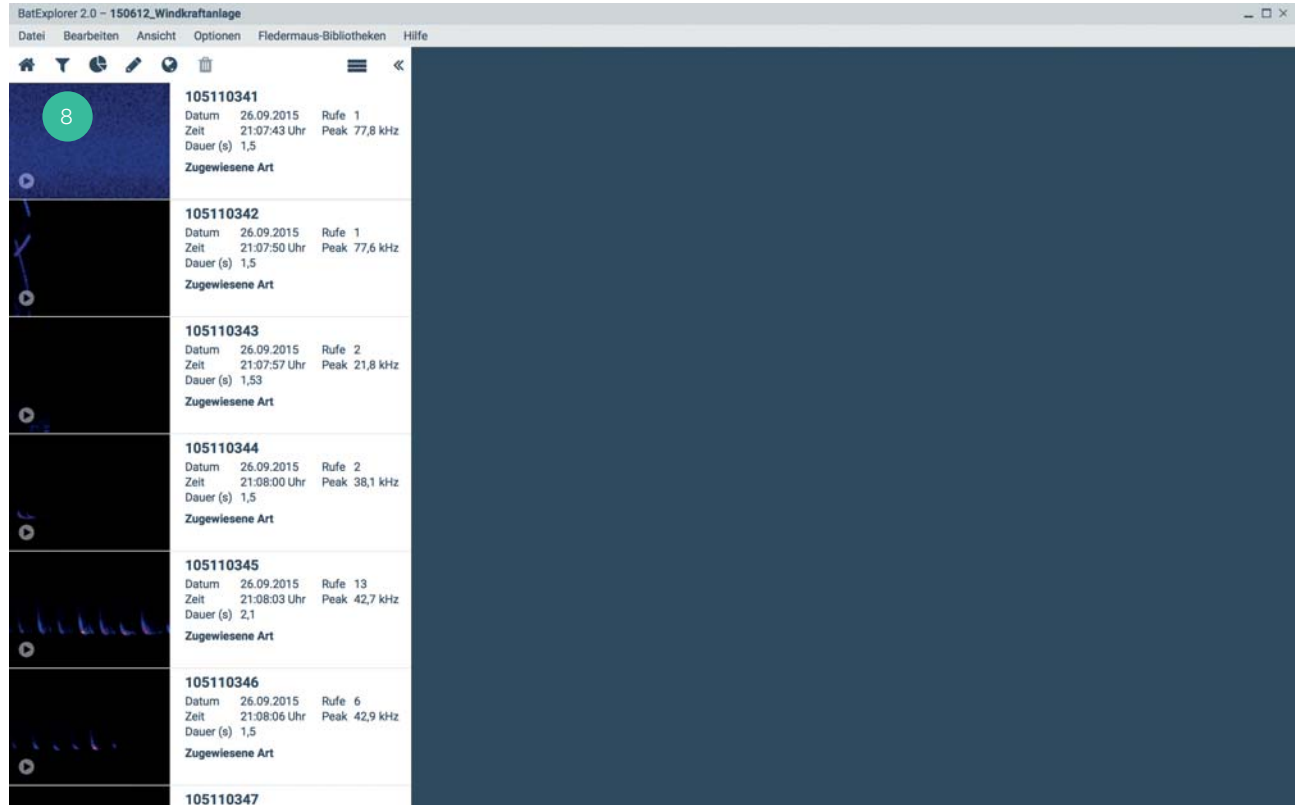 BatExplorer 2.0 – 150612_Windkraftanlage
Datei Bearbeiten Ansicht Optionen Fledermaus-Bibliotheken Hilfe
8
105110341
Datum 26.09.2015 Rufe 1
Zeit 21:07:43 Uhr Peak 77,8 kHz
Dauer (s) 1,5
Zugewiesene Art
105110342
Datum 26.09.2015 Rufe 1
Zeit 21:07:50 Uhr Peak 77,6 kHz
Dauer (s) 1,5
Zugewiesene Art
105110343
Datum 26.09.2015 Rufe 2
Zeit 21:07:57 Uhr Peak 21,8 kHz
Dauer (s) 1,53
Zugewiesene Art
105110344
Datum 26.09.2015 Rufe 2
Zeit 21:08:00 Uhr Peak 38,1 kHz
Dauer (s) 1,5
Zugewiesene Art
105110345
Datum 26.09.2015 Rufe 13
Zeit 21:08:03 Uhr Peak 42,7 kHz
Dauer (s) 2,1
Zugewiesene Art
105110346
Datum 26.09.2015 Rufe 6
Zeit 21:08:06 Uhr Peak 42,9 kHz
Dauer (s) 1,5
Zugewiesene Art
105110347